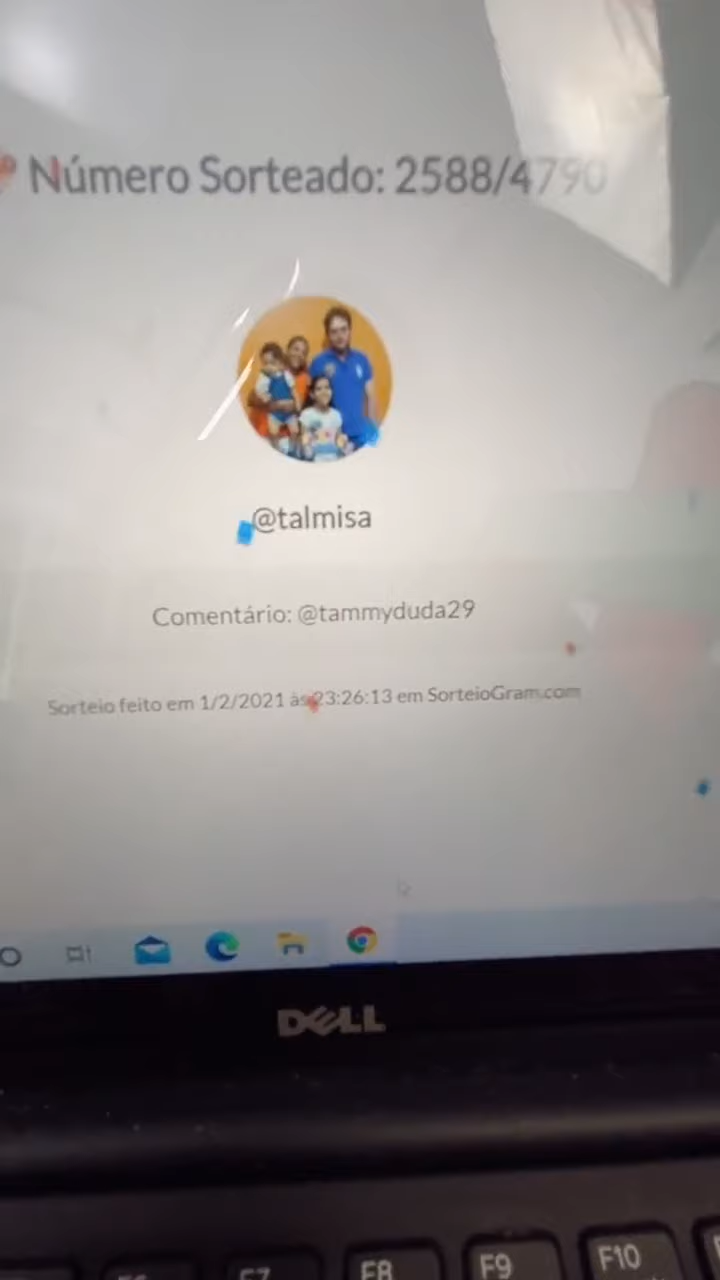 Número Sorteado: 2588/4790
@talmisa
Comentário: @tammyduda29
Sorteio feito em 1/2/2021 às 23:26:13 em SorteioGram.com
DELL
F7 F8 F9 F10